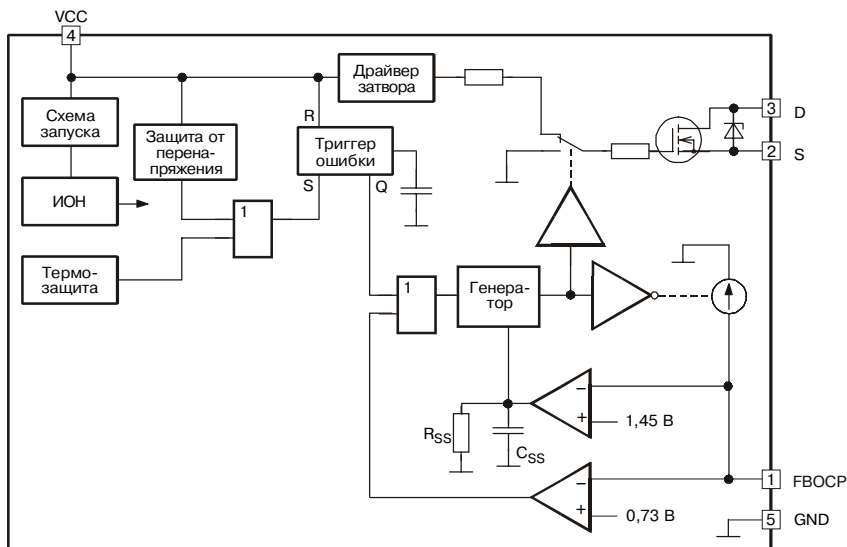 VCC
4
Драйвер
затвора
3
D
Схема
запуска
R
Защита от
перена-
пряжения
Триггер
ошибки
2
S
S
Q
ИОН
1
Термо-
защита
1
Генера-
тор
−
+
1,45 В
RSS
CSS
−
+
0,73 В
1
FBOCP
5
GND